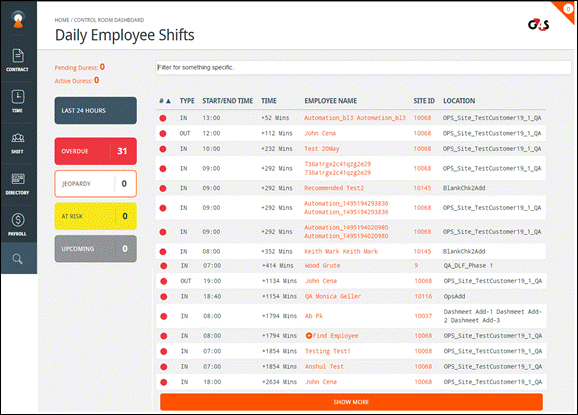 0
G4S
HOME / CONTROL ROOM DASHBOARD
Daily Employee Shifts
CONTRACT
TIME
SHIFT
DIRECTORY
PAYROLL
Pending Duress: 0
Active Duress: 0
LAST 24 HOURS
OVERDUE 31
JEOPARDY 0
AT RISK 0
UPCOMING 0
Filter for something specific..
# ▲ TYPE START/END TIME TIME EMPLOYEE NAME SITE ID LOCATION
IN 13:00 +52 Mins Automation_bl3 Automation_bl3 10068 OPS_Site_TestCustomer19_1_QA
OUT 12:00 +112 Mins John Cena 10068 OPS_Site_TestCustomer19_1_QA
IN 10:00 +232 Mins Test 20May 10068 OPS_Site_TestCustomer19_1_QA
IN 09:00 +292 Mins 736a1rgx2c41qzg2e29 10068 OPS_Site_TestCustomer19_1_QA
736a1rgx2c41qzg2e29
IN 09:00 +292 Mins Recommended Test2 10145 BlankChk2Add
IN 09:00 +292 Mins Automation_1495194293836 10068 OPS_Site_TestCustomer19_1_QA
Automation_1495194293836
IN 09:00 +292 Mins Automation_1495194020980 10068 OPS_Site_TestCustomer19_1_QA
Automation_1495194020980
IN 08:00 +352 Mins Keith Mark Keith Mark 10145 BlankChk2Add
IN 07:00 +414 Mins wood Grute 9 QA_DLF_Phase 1
OUT 19:00 +1134 Mins John Cena 10068 OPS_Site_TestCustomer19_1_QA
IN 18:40 +1154 Mins QA Monica Geller 10116 OpsAdd
IN 08:00 +1794 Mins Ab Pk 10037 Dashmeet Add-1 Dashmeet Add-
2 Dashmeet Add-3
IN 08:00 +1794 Mins Find Employee 10068 OPS_Site_TestCustomer19_1_QA
IN 07:00 +1854 Mins Testing Test1 10068 OPS_Site_TestCustomer19_1_QA
IN 07:00 +1854 Mins Anshul Test 10068 OPS_Site_TestCustomer19_1_QA
IN 18:00 +2634 Mins John Cena 10068 OPS_Site_TestCustomer19_1_QA
SHOW MORE